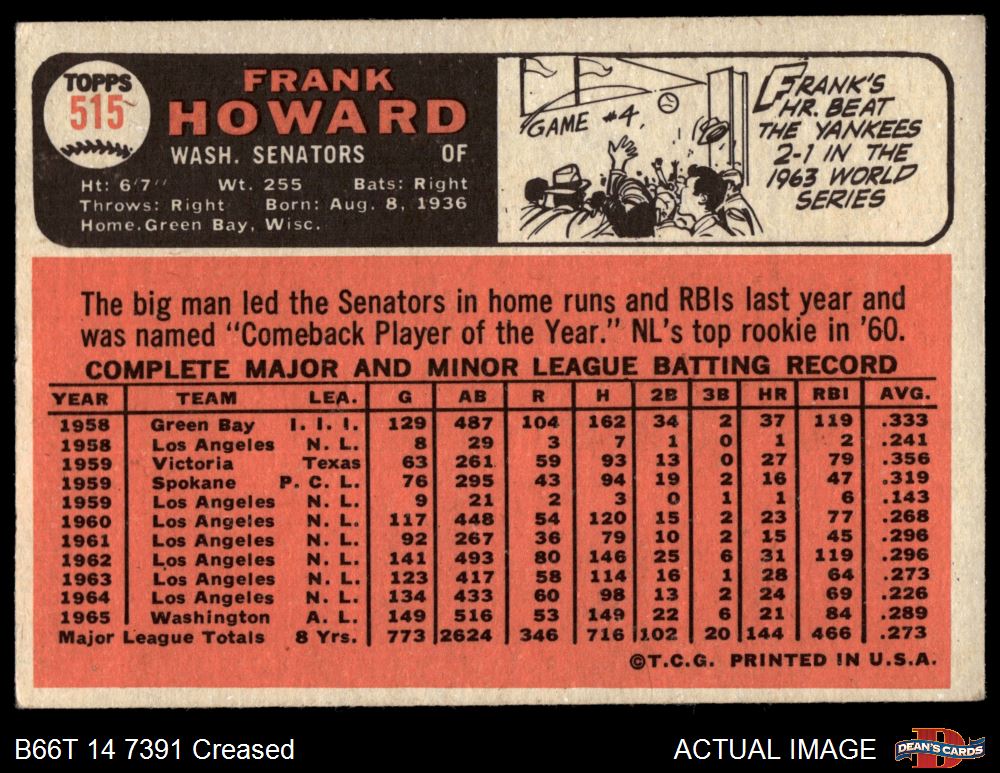 TOPPS
515
FRANK
HOWARD
WASH. SENATORS OF
Ht: 6'7" Wt. 255 Bats: Right
Throws: Right Born: Aug. 8, 1936
Home. Green Bay, Wisc.
GAME #4
FRANK'S
HR. BEAT
THE YANKEES
2-1 IN THE
1963 WORLD
SERIES
The big man led the Senators in home runs and RBIs last year and
was named "Comeback Player of the Year." NL's top rookie in '60.
COMPLETE MAJOR AND MINOR LEAGUE BATTING RECORD
YEAR TEAM LEA. G AB R H 2B 3B HR RBI AVG.
1958 Green Bay I. I. I. 129 487 104 162 34 2 37 119 .333
1958 Los Angeles N. L. 8 29 3 7 1 0 1 2 .241
1959 Victoria Texas 63 261 59 93 13 0 27 79 .356
1959 Spokane P. C. L. 76 295 43 94 19 2 16 47 .319
1959 Los Angeles N. L. 9 21 2 3 0 1 1 6 .143
1960 Los Angeles N. L. 117 448 54 120 15 2 23 77 .268
1961 Los Angeles N. L. 92 267 36 79 10 2 15 45 .296
1962 Los Angeles N. L. 141 493 80 146 25 6 31 119 .296
1963 Los Angeles N. L. 123 417 58 114 16 1 28 64 .273
1964 Los Angeles N. L. 134 433 60 98 13 2 24 69 .226
1965 Washington A. L. 149 516 53 149 22 6 21 84 .289
Major League Totals 8 Yrs. 773 2624 346 716 102 20 144 466 .273
©T.C.G. PRINTED IN U.S.A.
B66T 14 7391 Creased
ACTUAL IMAGE
DEAN'S CARDS